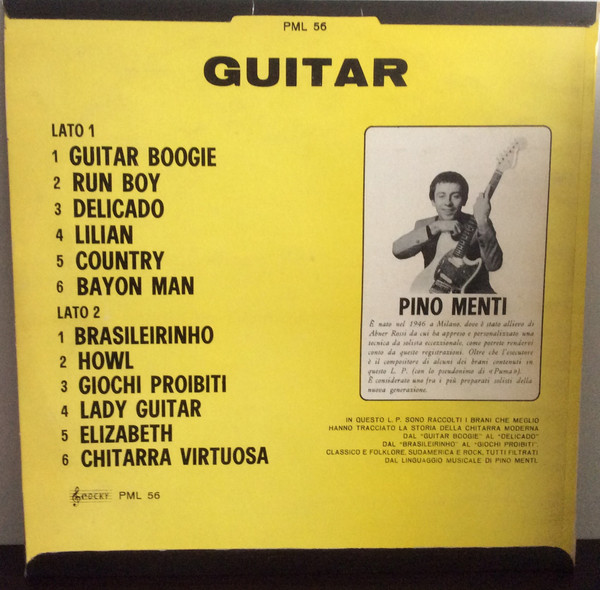 PML 56
GUITAR
LATO 1
1 GUITAR BOOGIE
2 RUN BOY
3 DELICADO
4 LILIAN
5 COUNTRY
6 BAYON MAN
LATO 2
1 BRASILEIRINHO
2 HOWL
3 GIOCHI PROIBITI
4 LADY GUITAR
5 ELIZABETH
6 CHITARRA VIRTUOSA
PML 56
PINO MENTI
È nato nel 1946 a Milano, dove è stato allievo di
Abner Rossi da cui ha appreso e personalizzato una
tecnica da solista eccezionale, come potrete rendervi
conto da queste registrazioni. Oltre che l'esecutore
è il compositore di alcuni dei brani contenuti in
questo L. P. (con lo pseudonimo di «Puma»).
È considerato uno fra i più preparati solisti della
nuova generazione.
IN QUESTO L. P. SONO RACCOLTI I BRANI CHE MEGLIO
HANNO TRACCIATO LA STORIA DELLA CHITARRA MODERNA
DAL "GUITAR BOOGIE" AL "DELICADO"
DAL "BRASILEIRINHO" AL "GIOCHI PROIBITI".
CLASSICO E FOLKLORE, SUDAMERICA E ROCK, TUTTI FILTRATI
DAL LINGUAGGIO MUSICALE DI PINO MENTI.